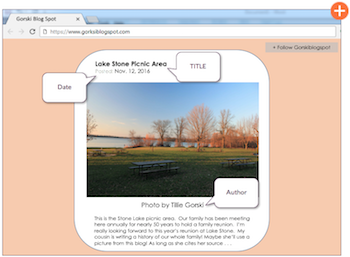 Gorski Blog Spot
https://www.gorskiblogspot.com
+ Follow Gorskiblogspot
Lake Stone Picnic Area
Posted: Nov. 12, 2016
TITLE
Date
Author
Photo by Tillie Gorski
This is the Stone Lake picnic area. Our family has been meeting
here annually for nearly 50 years to hold a family reunion. I'm
really looking forward to this year's reunion at Lake Stone. My
cousin is writing a history of our whole family! Maybe she'll use a
picture from this blog! As long as she cites her source . . . .